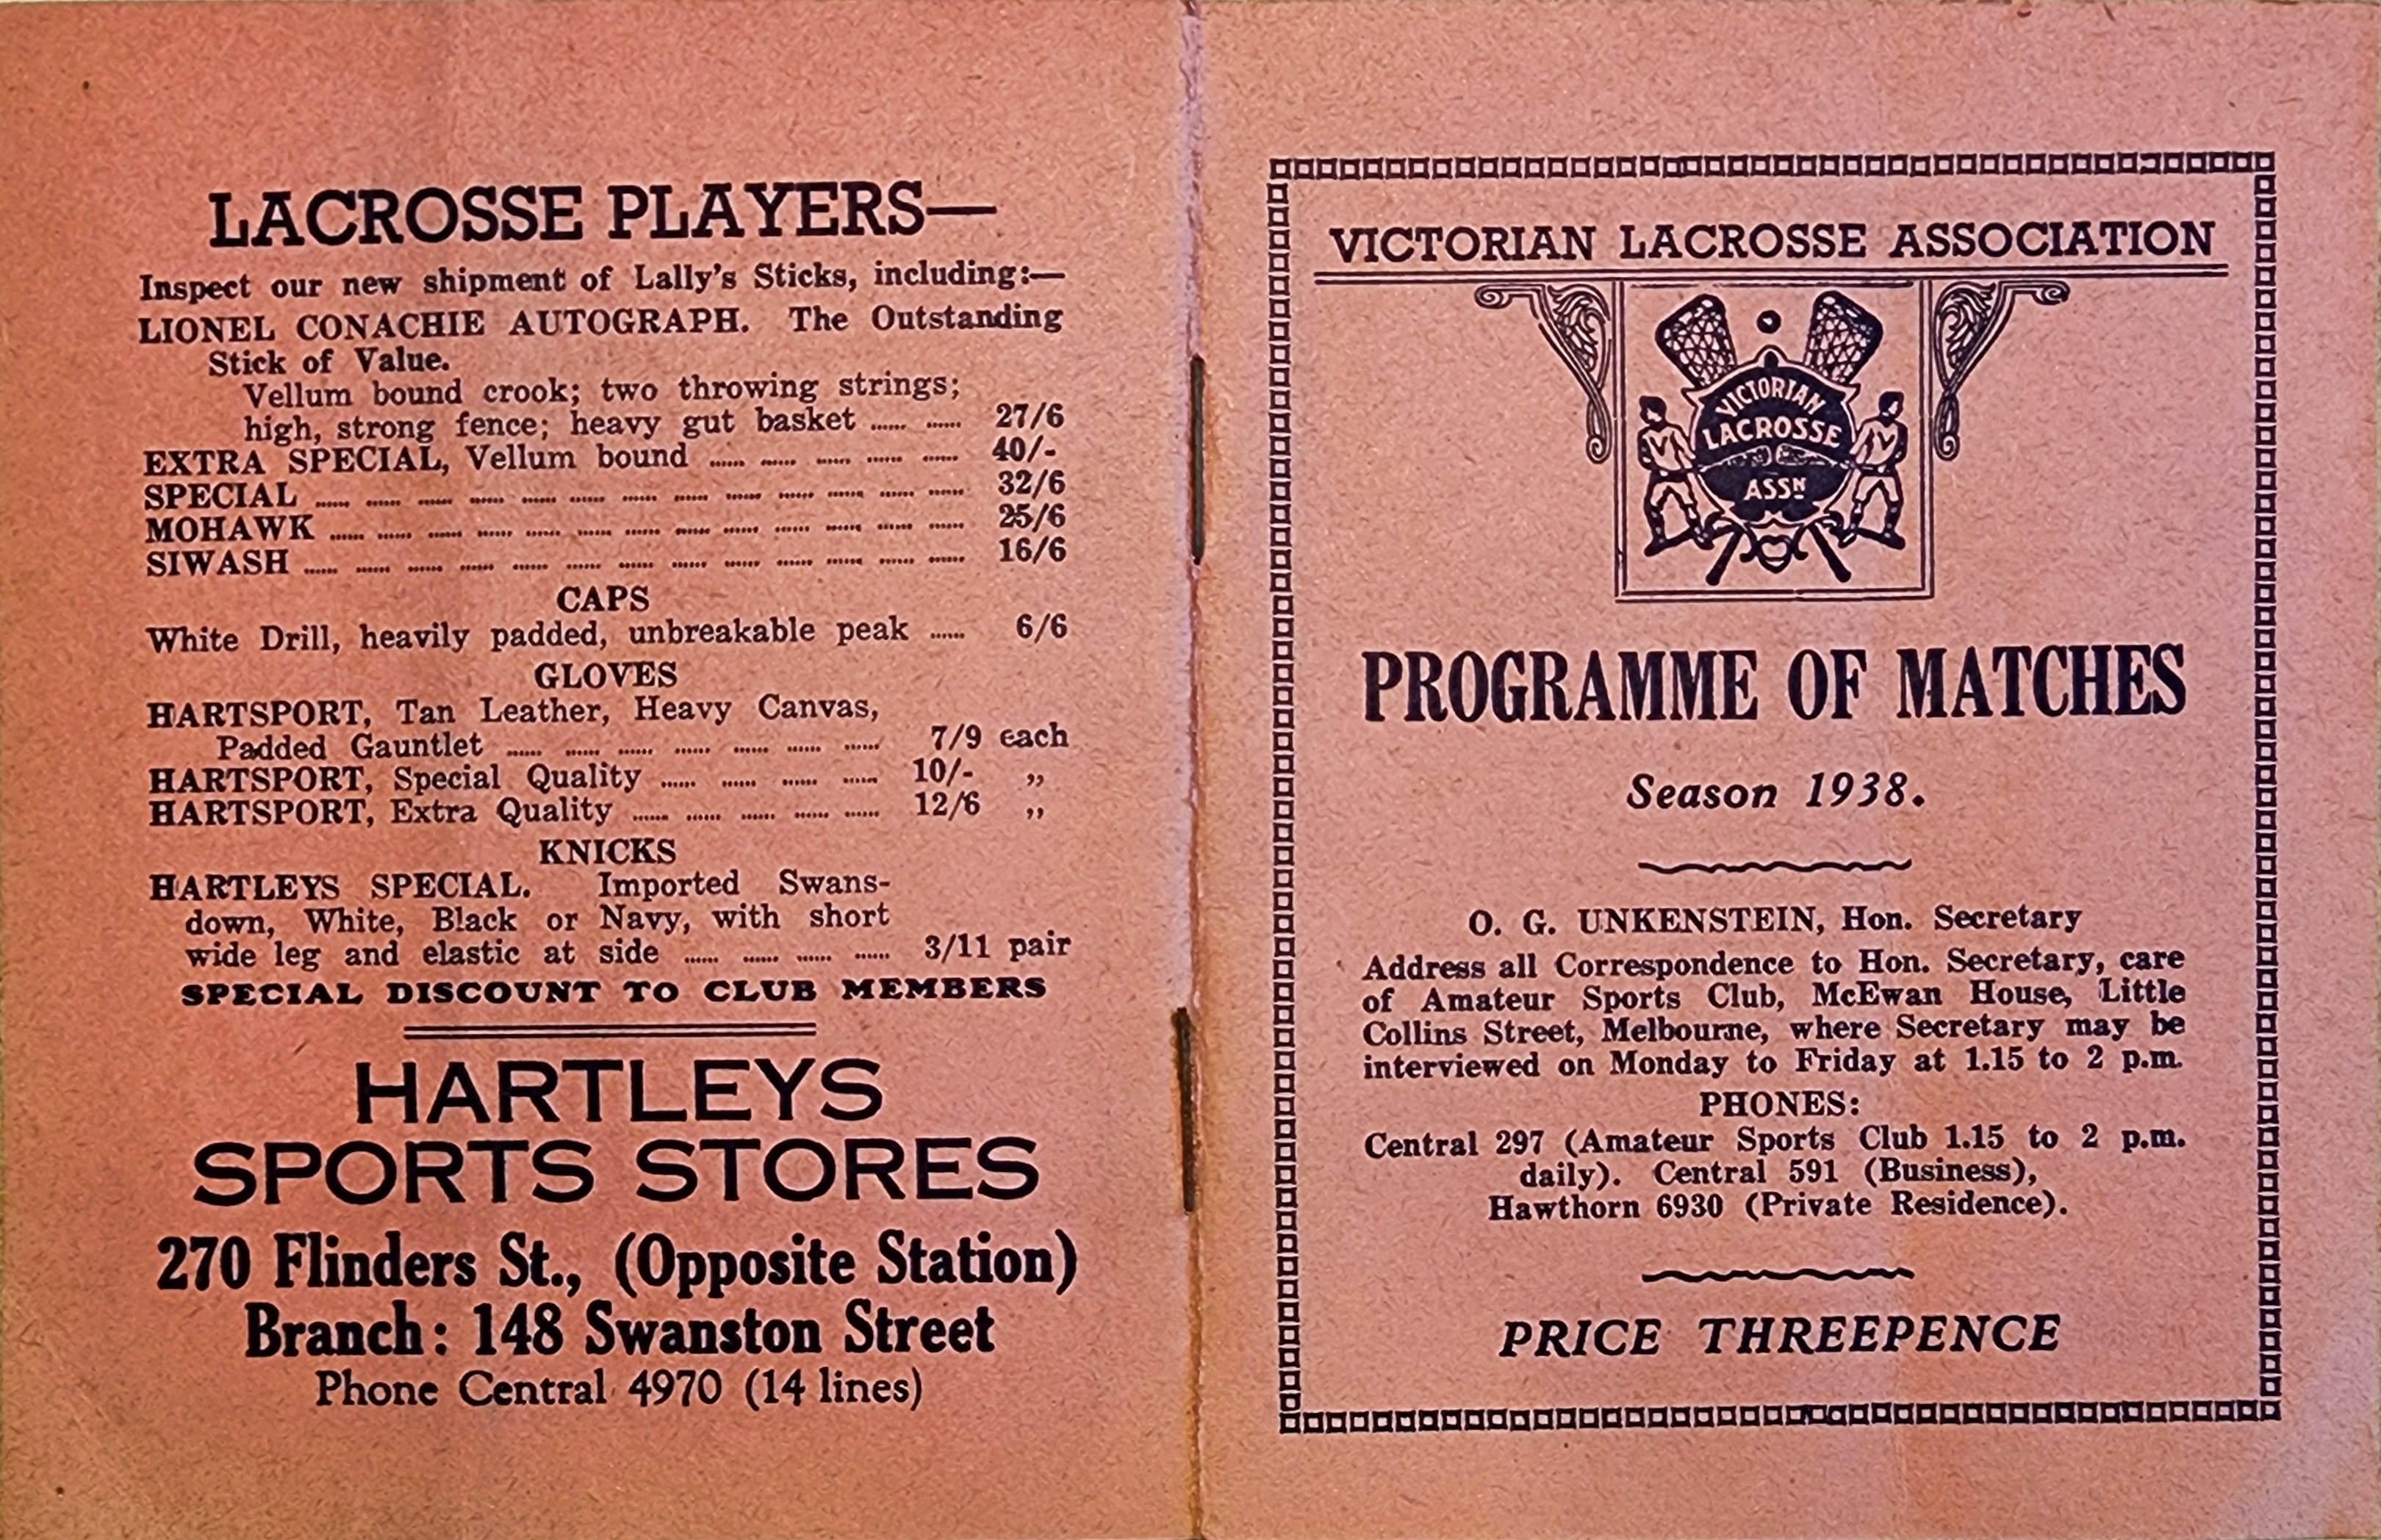 LACROSSE PLAYERS—
Inspect our new shipment of Lally's Sticks, including:—
LIONEL CONACHIE AUTOGRAPH. The Outstanding
Stick of Value.
Vellum bound crook; two throwing strings;
high, strong fence; heavy gut basket ...... ...... 27/6
EXTRA SPECIAL, Vellum bound ...... ...... ...... ...... ...... 40/-
SPECIAL ...... ...... ...... ...... ...... ...... ...... ...... ...... ...... ...... ...... ...... 32/6
MOHAWK ...... ...... ...... ...... ...... ...... ...... ...... ...... ...... ...... ...... ...... 25/6
SIWASH ...... ...... ...... ...... ...... ...... ...... ...... ...... ...... ...... ...... ...... 16/6
CAPS
White Drill, heavily padded, unbreakable peak ...... 6/6
GLOVES
HARTSPORT, Tan Leather, Heavy Canvas,
Padded Gauntlet ...... ...... ...... ...... ...... ...... ...... 7/9 each
HARTSPORT, Special Quality ...... ...... ...... ...... 10/- ,,
HARTSPORT, Extra Quality ...... ...... ...... ...... ...... 12/6 ,,
KNICKS
HARTLEYS SPECIAL. Imported Swans-
down, White, Black or Navy, with short
wide leg and elastic at side ...... ...... ...... ...... 3/11 pair
SPECIAL DISCOUNT TO CLUB MEMBERS
HARTLEYS
SPORTS STORES
270 Flinders St., (Opposite Station)
Branch: 148 Swanston Street
Phone Central 4970 (14 lines)
VICTORIAN LACROSSE ASSOCIATION
VICTORIAN
LACROSSE
ASSN
PROGRAMME OF MATCHES
Season 1938.
O. G. UNKENSTEIN, Hon. Secretary
Address all Correspondence to Hon. Secretary, care
of Amateur Sports Club, McEwan House, Little
Collins Street, Melbourne, where Secretary may be
interviewed on Monday to Friday at 1.15 to 2 p.m.
PHONES:
Central 297 (Amateur Sports Club 1.15 to 2 p.m.
daily). Central 591 (Business),
Hawthorn 6930 (Private Residence).
PRICE THREEPENCE